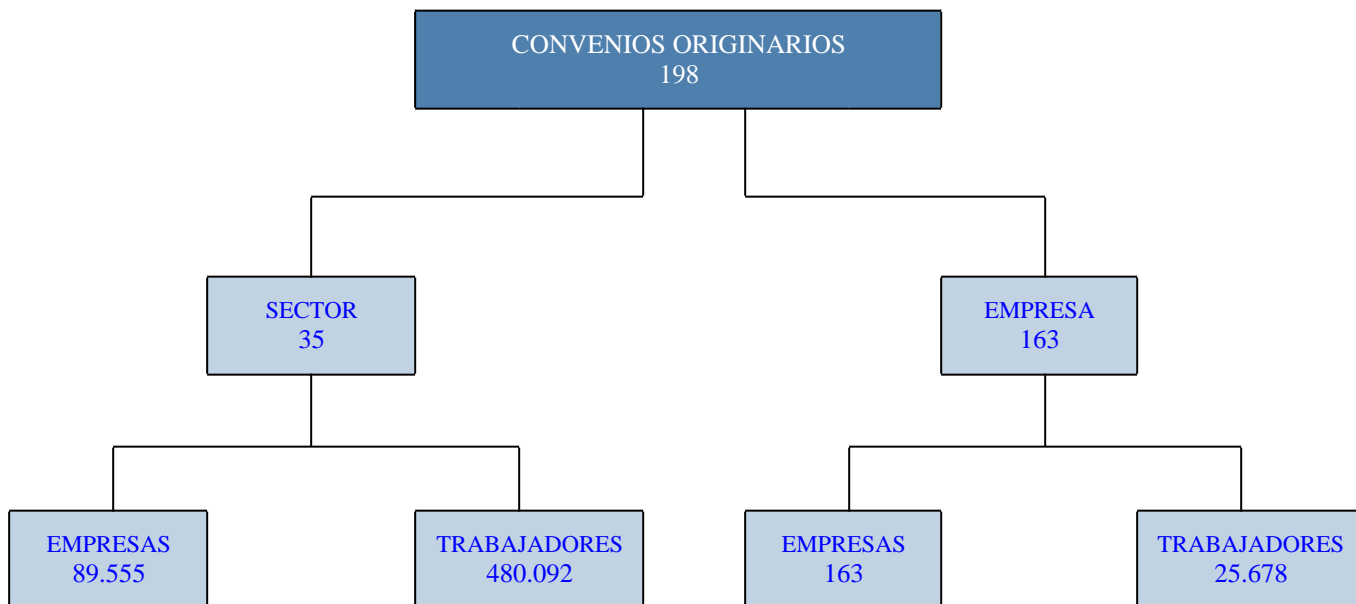 CONVENIOS ORIGINARIOS
198
SECTOR
35
EMPRESA
163
EMPRESAS
89.555
TRABAJADORES
480.092
EMPRESAS
163
TRABAJADORES
25.678